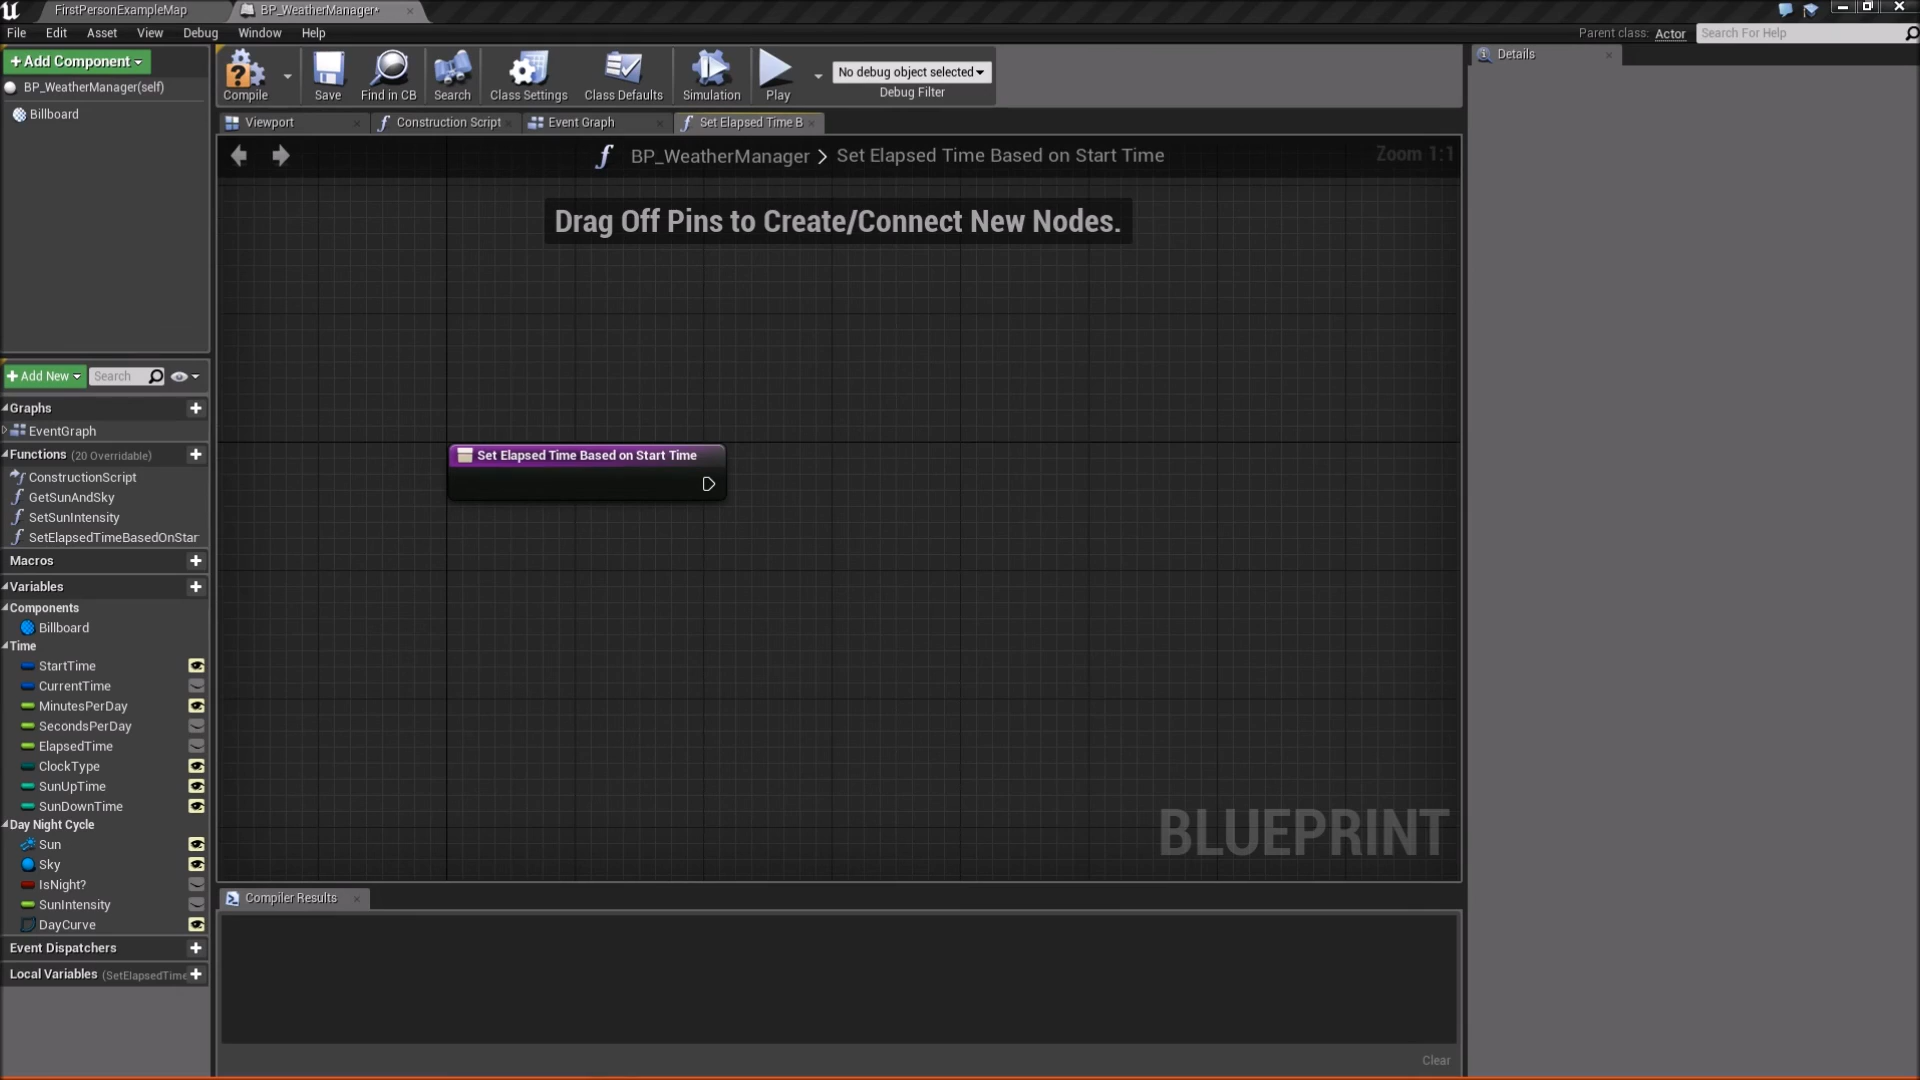 FirstPersonExampleMap
BP_WeatherManager*
File Edit Asset View Debug Window Help
Parent class: Actor
Search For Help
+Add Component
BP_WeatherManager(self)
Billboard
Compile
Save
Find in CB
Search
Class Settings
Class Defaults
Simulation
Play
No debug object selected
Debug Filter
Details
Viewport
Construction Script
Event Graph
Set Elapsed Time B
BP_WeatherManager > Set Elapsed Time Based on Start Time
Zoom 1:1
Drag Off Pins to Create/Connect New Nodes.
Set Elapsed Time Based on Start Time
BLUEPRINT
+Add New
Search
Graphs
EventGraph
Functions (20 Overridable)
ConstructionScript
GetSunAndSky
SetSunIntensity
SetElapsedTimeBasedOnStar
Macros
Variables
Components
Billboard
Time
StartTime
CurrentTime
MinutesPerDay
SecondsPerDay
ElapsedTime
ClockType
SunUpTime
SunDownTime
Day Night Cycle
Sun
Sky
IsNight?
SunIntensity
DayCurve
Event Dispatchers
Local Variables (SetElapsedTime
Compiler Results
Clear